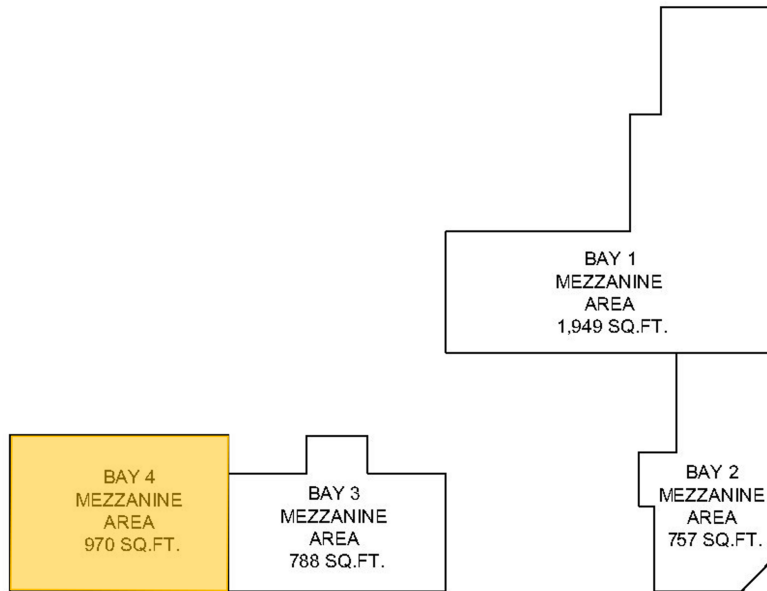 BAY 1
MEZZANINE
AREA
1,949 SQ.FT.
BAY 4
MEZZANINE
AREA
970 SQ.FT.
BAY 3
MEZZANINE
AREA
788 SQ.FT.
BAY 2
MEZZANINE
AREA
757 SQ.FT.